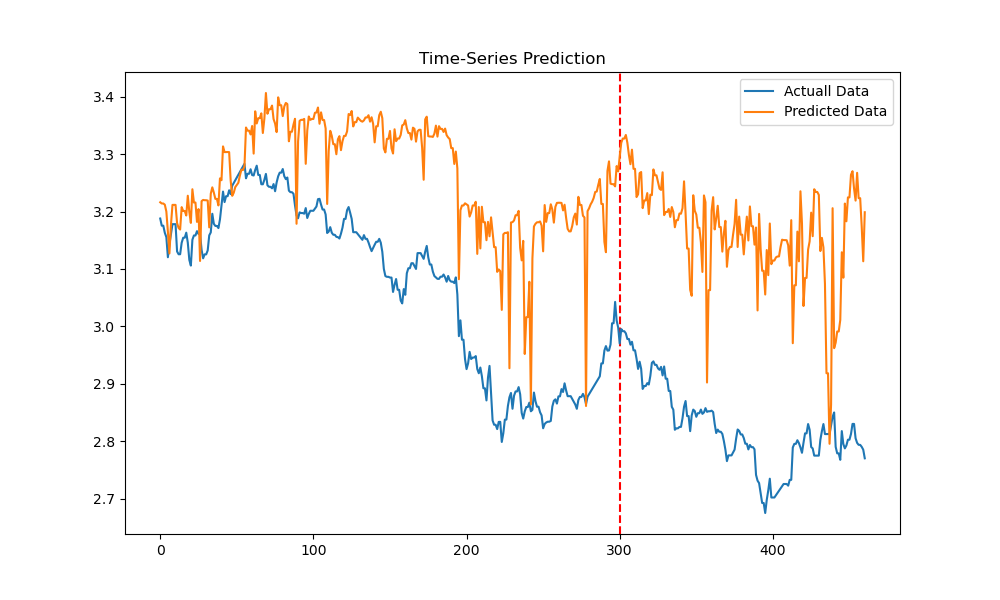 Time-Series Prediction
Actuall Data
Predicted Data
3.4
3.3
3.2
3.1
3.0
2.9
2.8
2.7
0 100 200 300 400